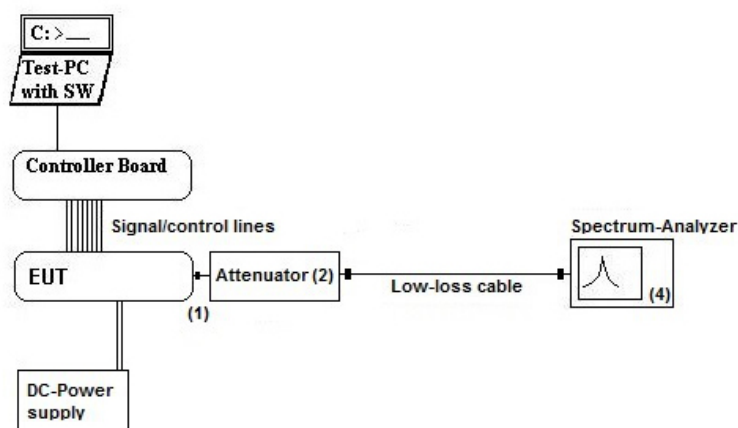 C: >__
Test-PC
with SW
Controller Board
Signal/control lines
Spectrum-Analyzer
EUT
Attenuator (2)
Low-loss cable
(4)
(1)
DC-Power
supply